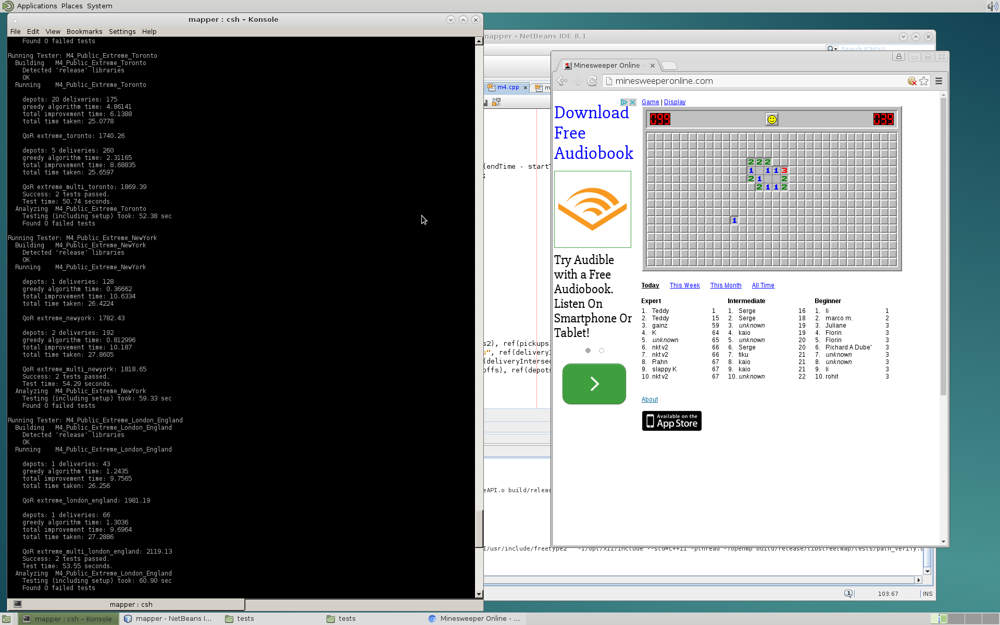 Applications Places System
mapper : csh – Konsole
File Edit View Bookmarks Settings Help
Found 0 failed tests
Running Tester: M4_Public_Extreme_Toronto
Building M4_Public_Extreme_Toronto
Detected 'release' libraries
OK
Running M4_Public_Extreme_Toronto
depots: 20 deliveries: 175
greedy algorithm time: 4.86141
total improvement time: 6.1388
total time taken: 25.0778
QoR extreme_toronto: 1740.26
depots: 5 deliveries: 260
greedy algorithm time: 2.31165
total improvement time: 8.68835
total time taken: 25.6597
QoR extreme_multi_toronto: 1869.39
Success: 2 tests passed.
Test time: 50.74 seconds.
Analyzing M4_Public_Extreme_Toronto
Testing (including setup) took: 52.38 sec
Found 0 failed tests
Running Tester: M4_Public_Extreme_NewYork
Building M4_Public_Extreme_NewYork
Detected 'release' libraries
OK
Running M4_Public_Extreme_NewYork
depots: 1 deliveries: 128
greedy algorithm time: 0.36662
total improvement time: 10.6334
total time taken: 26.4224
QoR extreme_newyork: 1782.43
depots: 2 deliveries: 192
greedy algorithm time: 0.812996
total improvement time: 10.187
total time taken: 27.8605
QoR extreme_multi_newyork: 1818.65
Success: 2 tests passed.
Test time: 54.29 seconds.
Analyzing M4_Public_Extreme_NewYork
Testing (including setup) took: 59.33 sec
Found 0 failed tests
Running Tester: M4_Public_Extreme_London_England
Building M4_Public_Extreme_London_England
Detected 'release' libraries
OK
Running M4_Public_Extreme_London_England
depots: 1 deliveries: 43
greedy algorithm time: 1.2435
total improvement time: 9.7565
total time taken: 26.256
QoR extreme_london_england: 1981.19
depots: 1 deliveries: 66
greedy algorithm time: 1.3036
total improvement time: 9.6964
total time taken: 27.2886
QoR extreme_multi_london_england: 2119.13
Success: 2 tests passed.
Test time: 53.55 seconds.
Analyzing M4_Public_Extreme_London_England
Testing (including setup) took: 60.90 sec
Found 0 failed tests
mapper : csh
mapper - NetBeans IDE 8.1
Search (Ctrl+I)
m4.cpp
m
(endTime - start
;
s2), ref(pickups
s", ref(delivery
(deliveryInterse
offs), ref(depots
eAPI.o build/releas
I/usr/include/freetype2 -I/opt/X11/include --std=c++11 -pthread -fopenmp build/release/libstreetmap/tests/path_verify.o
1
103:67 INS
Minesweeper Online -
minesweeperonline.com
Download
Free
Audiobook
Try Audible
with a Free
Audiobook.
Listen On
Smartphone Or
Tablet!
Game | Display
099 039
2 2 2
1 1 1 3
2 1 2
2 1 1 2
1
Today This Week This Month All Time
Expert Intermediate Beginner
1. Teddy 1 1. Serge 16 1. li 1
2. Teddy 15 2. Serge 18 2. marco m. 2
3. gainz 59 3. unknown 19 3. Juliane 3
4. K 64 4. kaio 19 4. Florin 3
5. unknown 65 5. unknown 20 5. Florin 3
6. nkt v2 66 6. Serge 20 6. Richard A Dube' 3
7. nkt v2 66 7. tiku 21 7. unknown 3
8. Rahn 67 8. kaio 21 8. unknown 3
9. slappy K 67 9. kaio 21 9. li 3
10. nkt v2 67 10. unknown 22 10. rohit 3
About
Available on the
App Store
mapper : csh – Konsole
mapper - NetBeans I...
tests
tests
Minesweeper Online - ...